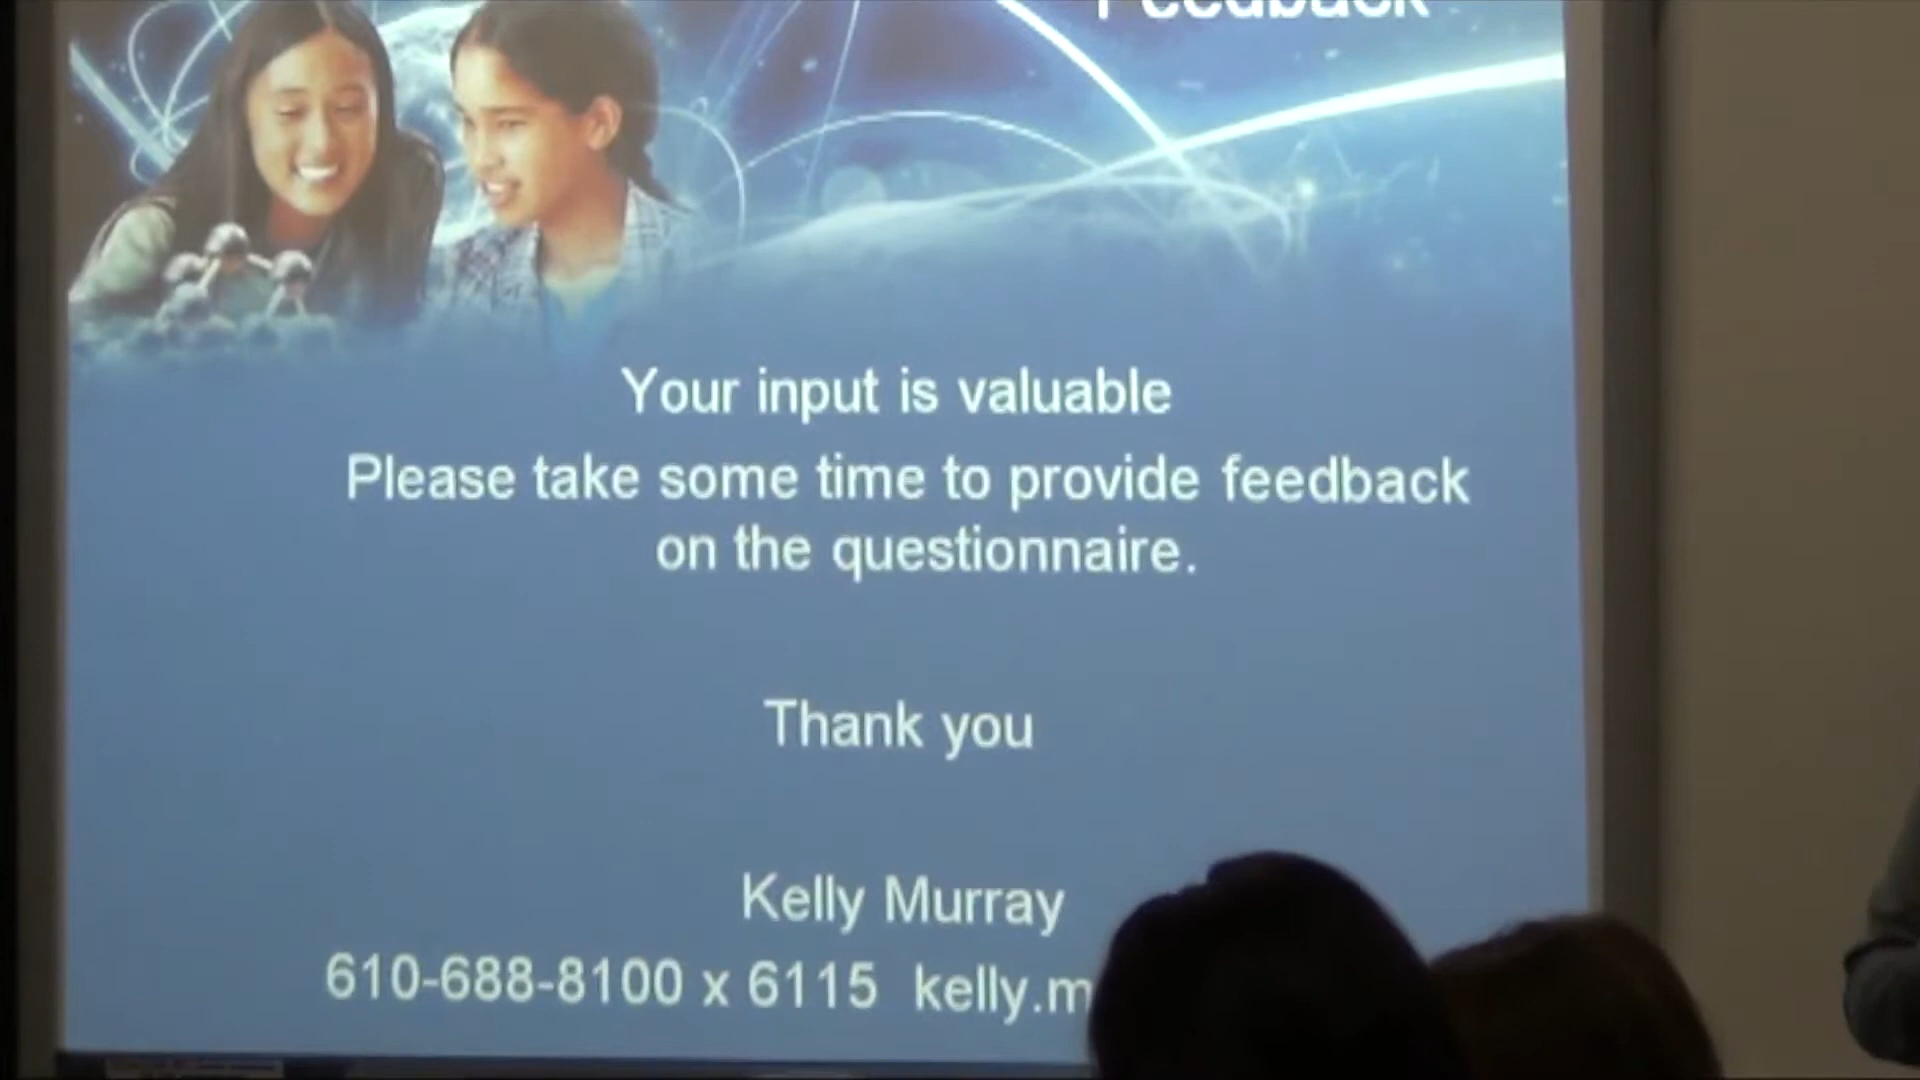 Feedback
Your input is valuable
Please take some time to provide feedback
on the questionnaire.
Thank you
Kelly Murray
610-688-8100 x 6115 kelly.m